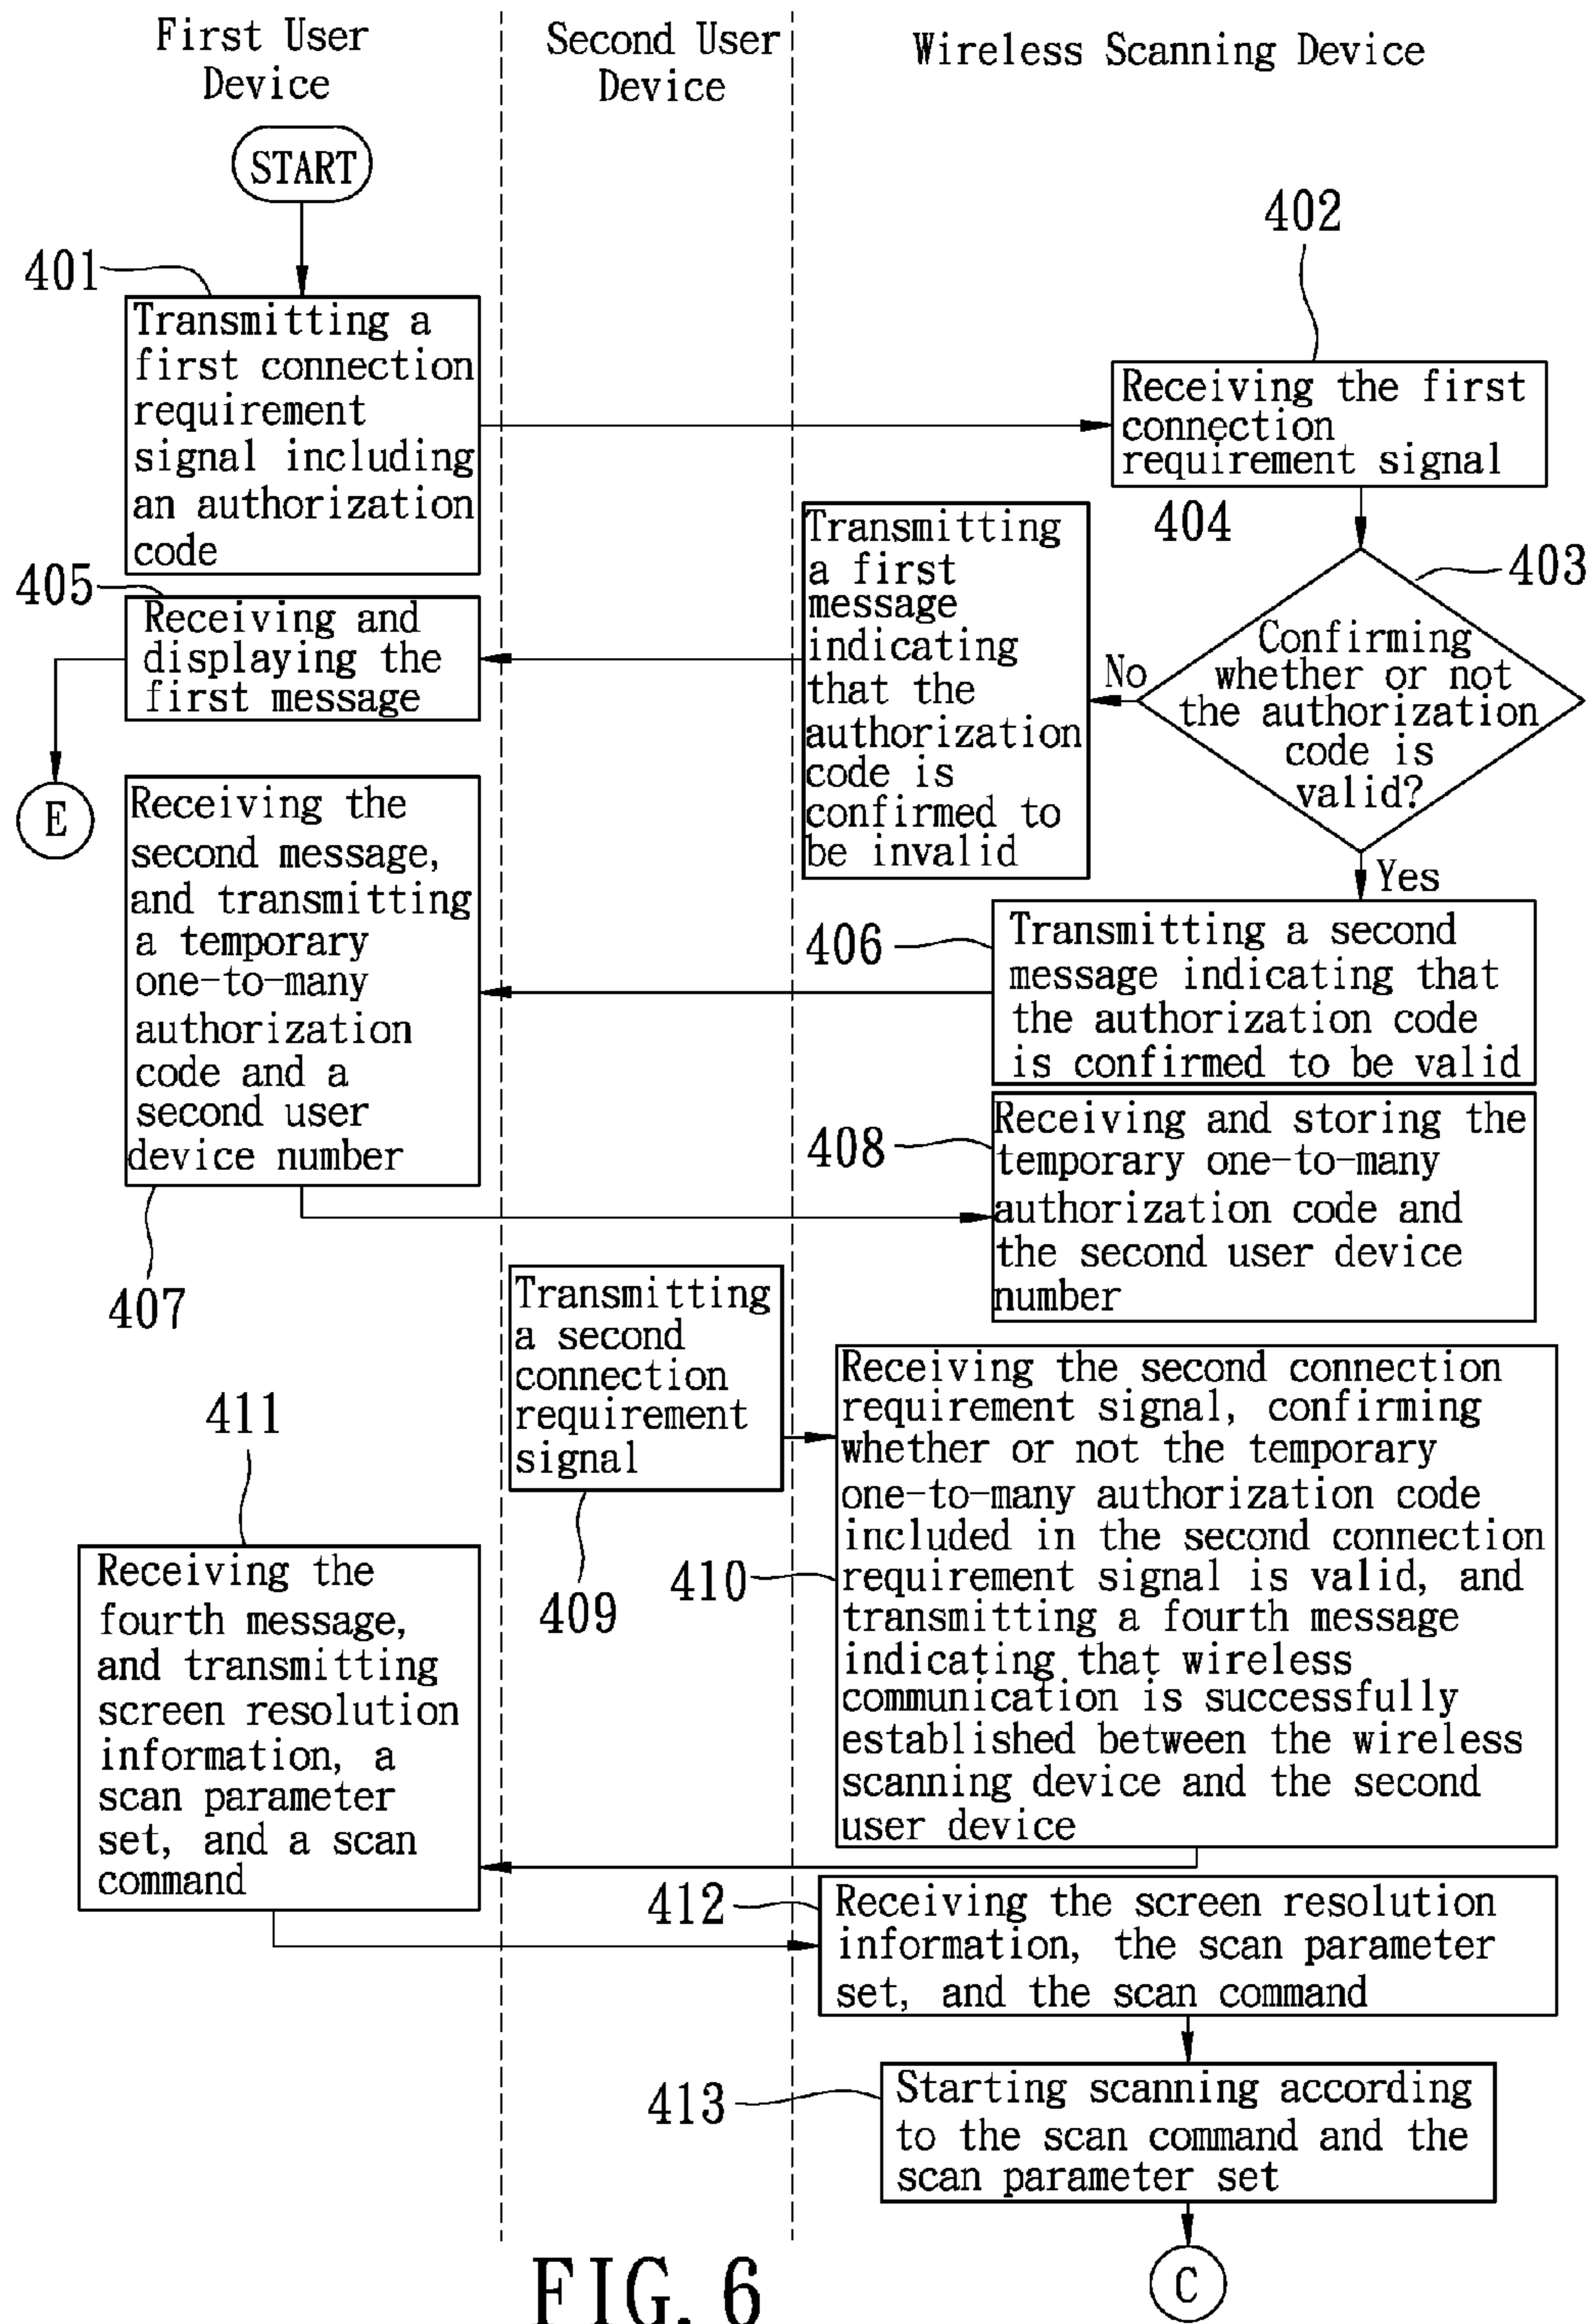 First User
Device
Second User
Device
Wireless Scanning Device
START
401
Transmitting a
first connection
requirement
signal including
an authorization
code
402
Receiving the first
connection
requirement signal
403
Confirming
whether or not
the authorization
code is
valid?
No
Yes
404
Transmitting
a first
message
indicating
that the
authorization
code is
confirmed to
be invalid
405
Receiving and
displaying the
first message
E
406
Transmitting a second
message indicating that
the authorization code
is confirmed to be valid
Receiving the
second message,
and transmitting
a temporary
one-to-many
authorization
code and a
second user
device number
407
408
Receiving and storing the
temporary one-to-many
authorization code and
the second user device
number
Transmitting
a second
connection
requirement
signal
409
410
Receiving the second connection
requirement signal, confirming
whether or not the temporary
one-to-many authorization code
included in the second connection
requirement signal is valid, and
transmitting a fourth message
indicating that wireless
communication is successfully
established between the wireless
scanning device and the second
user device
411
Receiving the
fourth message,
and transmitting
screen resolution
information, a
scan parameter
set, and a scan
command
412
Receiving the screen resolution
information, the scan parameter
set, and the scan command
413
Starting scanning according
to the scan command and the
scan parameter set
C
FIG. 6